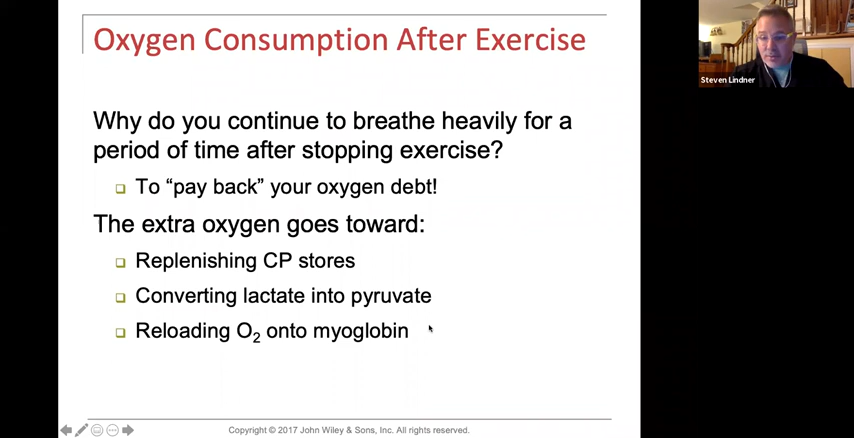 Oxygen Consumption After Exercise
Steven Lindner
Why do you continue to breathe heavily for a
period of time after stopping exercise?
To “pay back” your oxygen debt!
The extra oxygen goes toward:
Replenishing CP stores
Converting lactate into pyruvate
Reloading O₂ onto myoglobin
Copyright © 2017 John Wiley & Sons, Inc. All rights reserved.